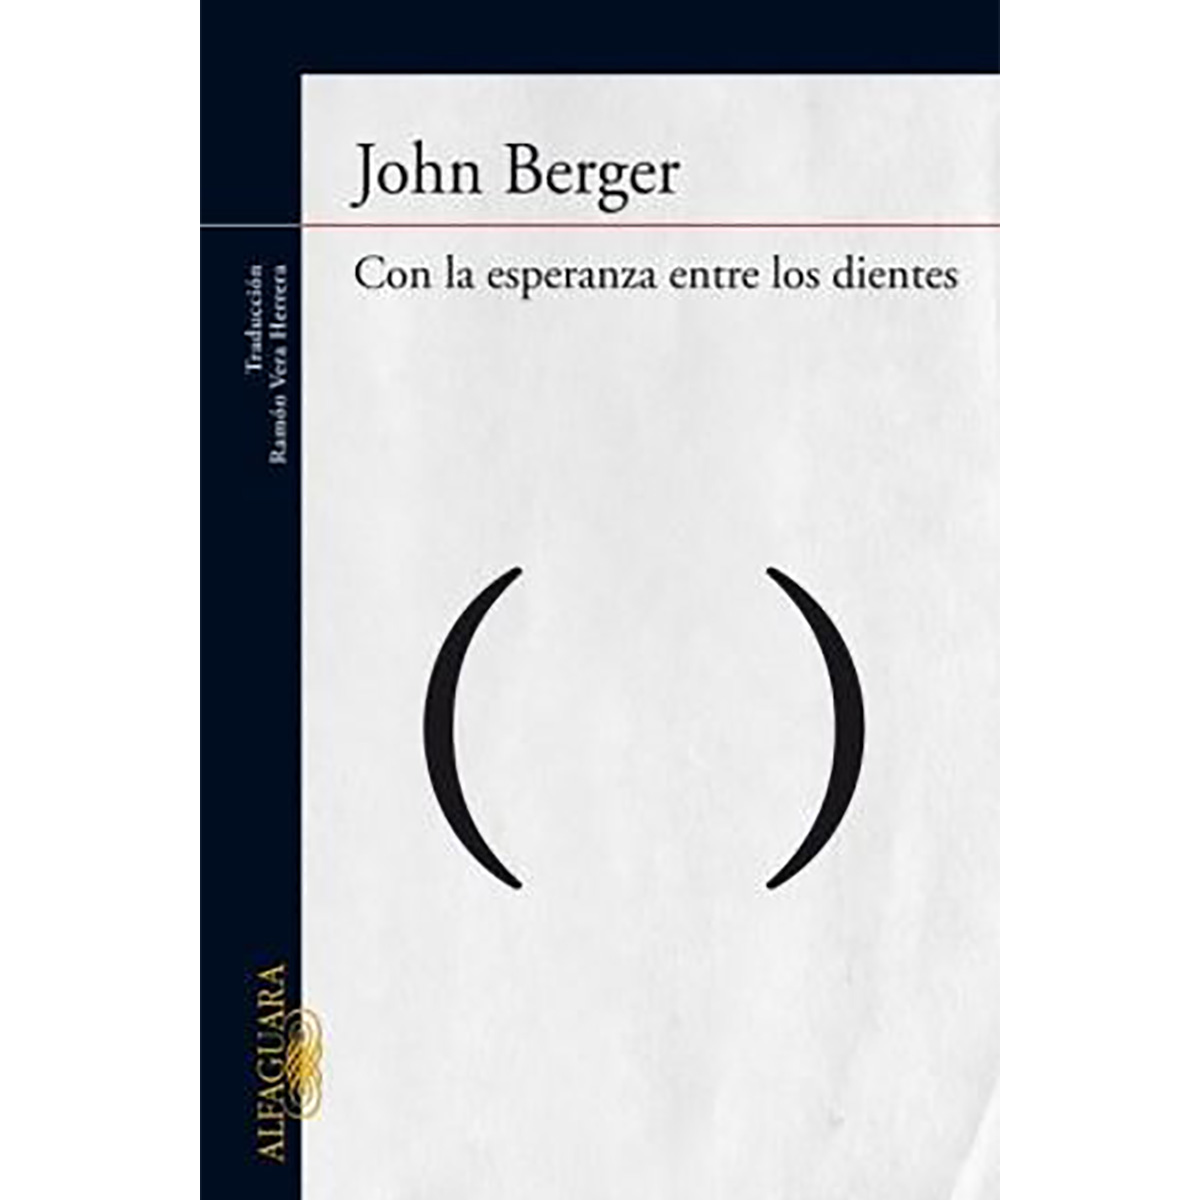 John Berger
Con la esperanza entre los dientes
Traducción
Ramón Vera Herrera
( )
ALFAGUARA